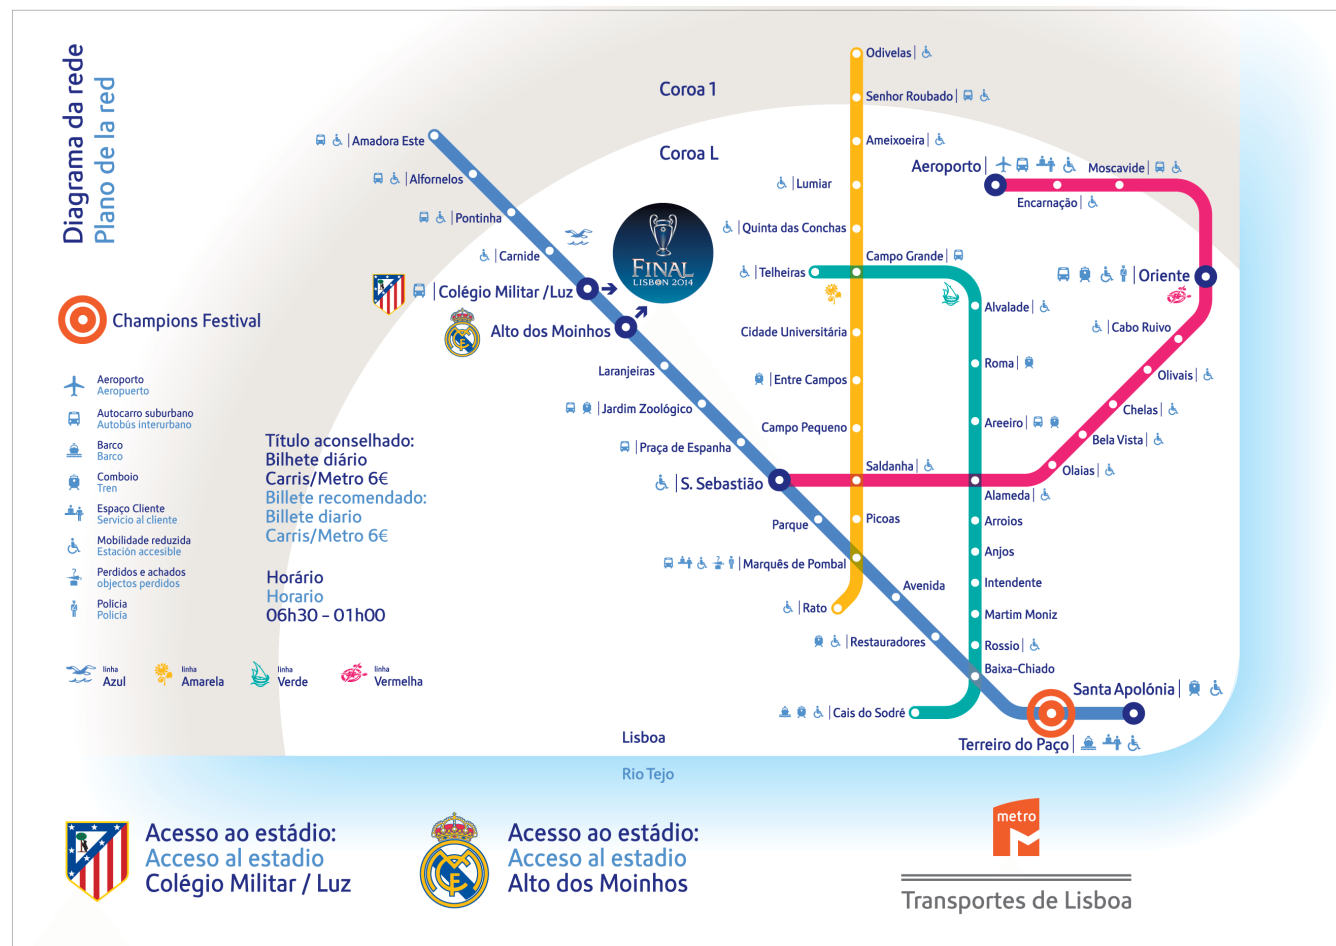 Diagrama da rede
Plano de la red
Coroa 1
Coroa L
Odivelas
Senhor Roubado
Ameixoeira
Lumiar
Quinta das Conchas
Campo Grande
Telheiras
Cidade Universitária
Entre Campos
Campo Pequeno
Saldanha
Picoas
Marquês de Pombal
Rato
Aeroporto
Encarnação
Moscavide
Oriente
Cabo Ruivo
Olivais
Chelas
Bela Vista
Olaias
Alameda
Alvalade
Roma
Areeiro
Arroios
Anjos
Intendente
Martim Moniz
Rossio
Baixa-Chiado
Cais do Sodré
Amadora Este
Alfornelos
Pontinha
Carnide
Colégio Militar /Luz
Alto dos Moinhos
Laranjeiras
Jardim Zoológico
Praça de Espanha
S. Sebastião
Parque
Avenida
Restauradores
Terreiro do Paço
Santa Apolónia
FINAL
LISBON 2014
Champions Festival
Aeroporto
Aeropuerto
Autocarro suburbano
Autobús interurbano
Barco
Barco
Comboio
Tren
Espaço Cliente
Servicio al cliente
Mobilidade reduzida
Estación accesible
Perdidos e achados
objectos perdidos
Polícia
Policía
Título aconselhado:
Bilhete diário
Carris/Metro 6€
Billete recomendado:
Billete diario
Carris/Metro 6€
Horário
Horario
06h30 – 01h00
linha
Azul
linha
Amarela
linha
Verde
linha
Vermelha
Lisboa
Rio Tejo
Acesso ao estádio:
Acceso al estadio
Colégio Militar / Luz
Acesso ao estádio:
Acceso al estadio
Alto dos Moinhos
metro
Transportes de Lisboa